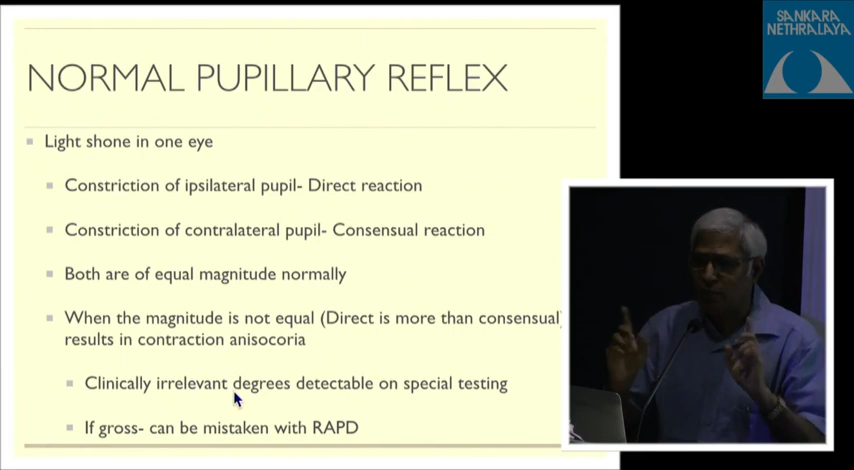 SANKARA
NETHRALAYA
NORMAL PUPILLARY REFLEX
Light shone in one eye
Constriction of ipsilateral pupil- Direct reaction
Constriction of contralateral pupil- Consensual reaction
Both are of equal magnitude normally
When the magnitude is not equal (Direct is more than consensual)
results in contraction anisocoria
Clinically irrelevant degrees detectable on special testing
If gross- can be mistaken with RAPD